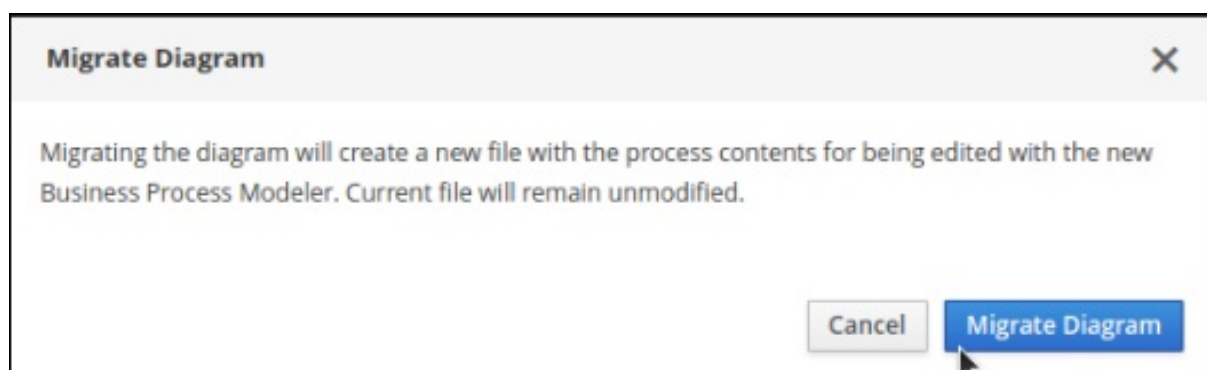 Migrate Diagram
Migrating the diagram will create a new file with the process contents for being edited with the new
Business Process Modeler. Current file will remain unmodified.
Cancel
Migrate Diagram